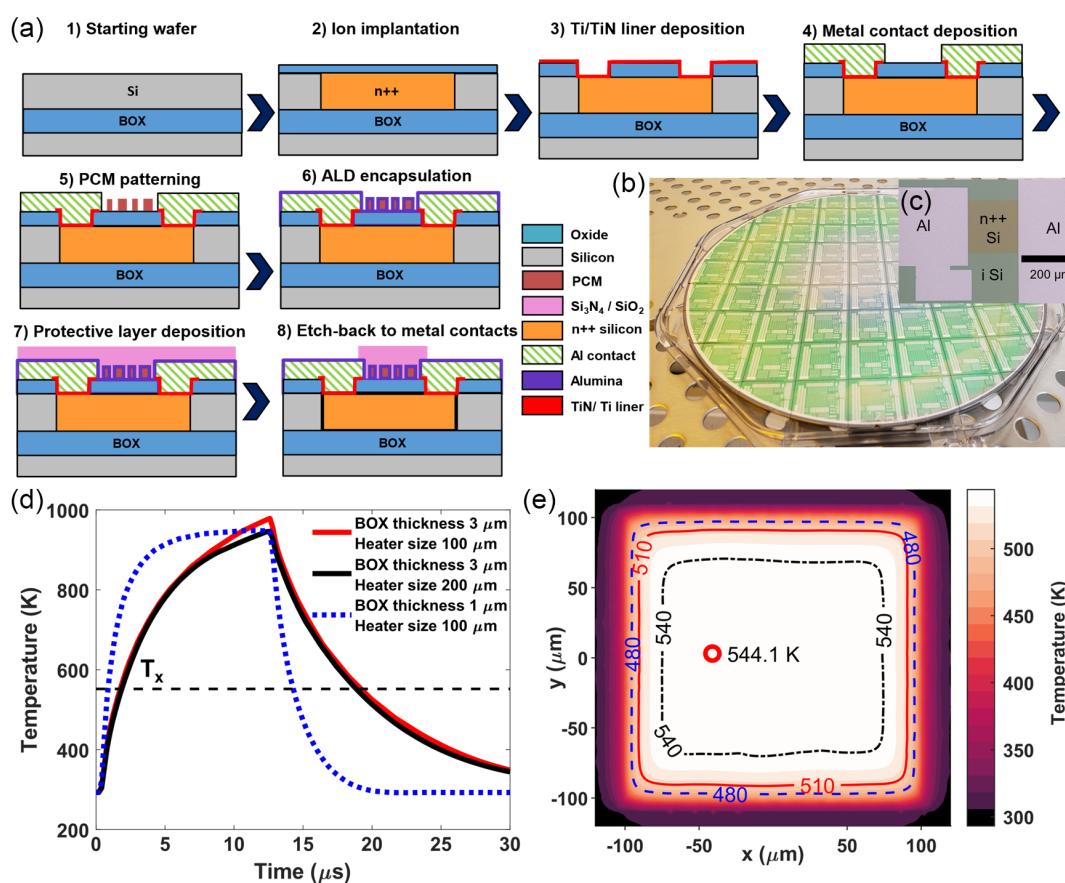 (a)
1) Starting wafer
2) Ion implantation
3) Ti/TiN liner deposition
4) Metal contact deposition
Si
BOX
n++
BOX
BOX
BOX
5) PCM patterning
6) ALD encapsulation
BOX
BOX
7) Protective layer deposition
8) Etch-back to metal contacts
BOX
BOX
Oxide
Silicon
PCM
Si₃N₄ / SiO₂
n++ silicon
Al contact
Alumina
TiN/ Ti liner
(b)
(c)
Al
n++
Si
Al
i Si
200 μm
(d)
Temperature (K)
1000
800
600
400
200
BOX thickness 3 μm
Heater size 100 μm
BOX thickness 3 μm
Heater size 200 μm
BOX thickness 1 μm
Heater size 100 μm
Tₓ
0 5 10 15 20 25 30
Time (μs)
(e)
y (μm)
100
50
0
-50
-100
480
510
540
544.1 K
540
480
510
480
540
510
480
-100 -50 0 50 100
x (μm)
500
450
400
350
300
Temperature (K)